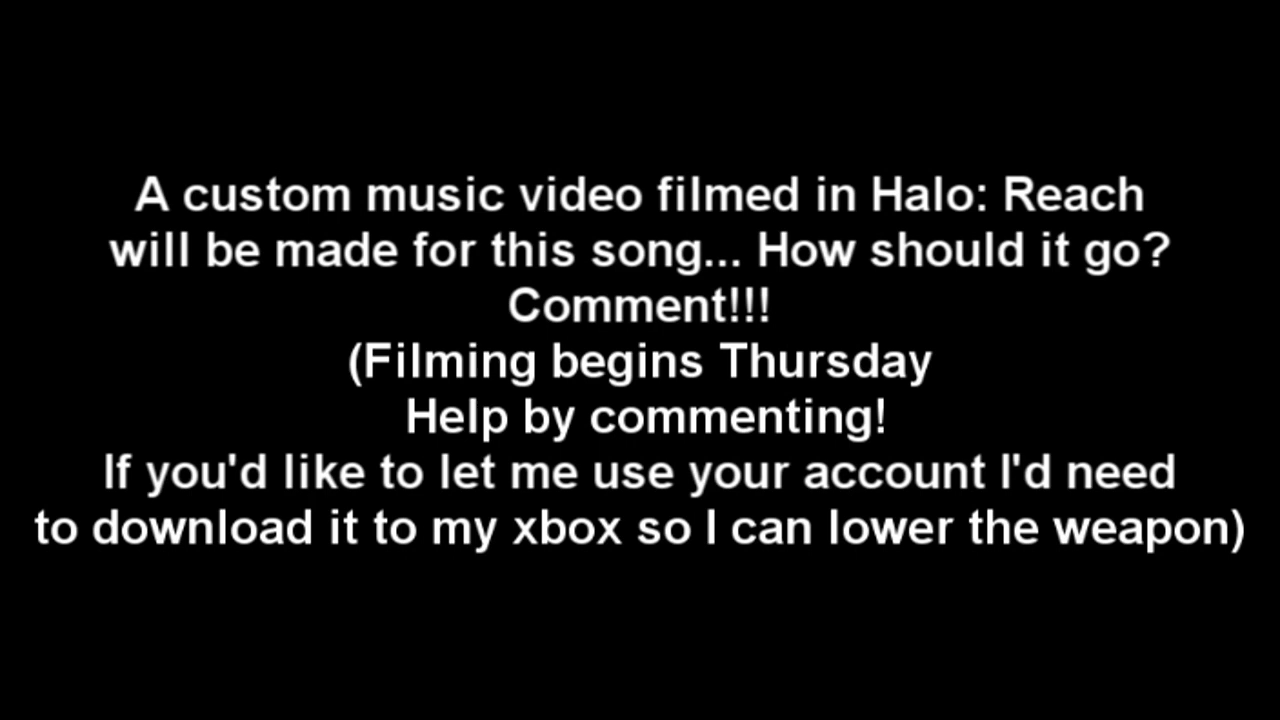 A custom music video filmed in Halo: Reach
will be made for this song... How should it go?
Comment!!!
(Filming begins Thursday
Help by commenting!
If you'd like to let me use your account I'd need
to download it to my xbox so I can lower the weapon)